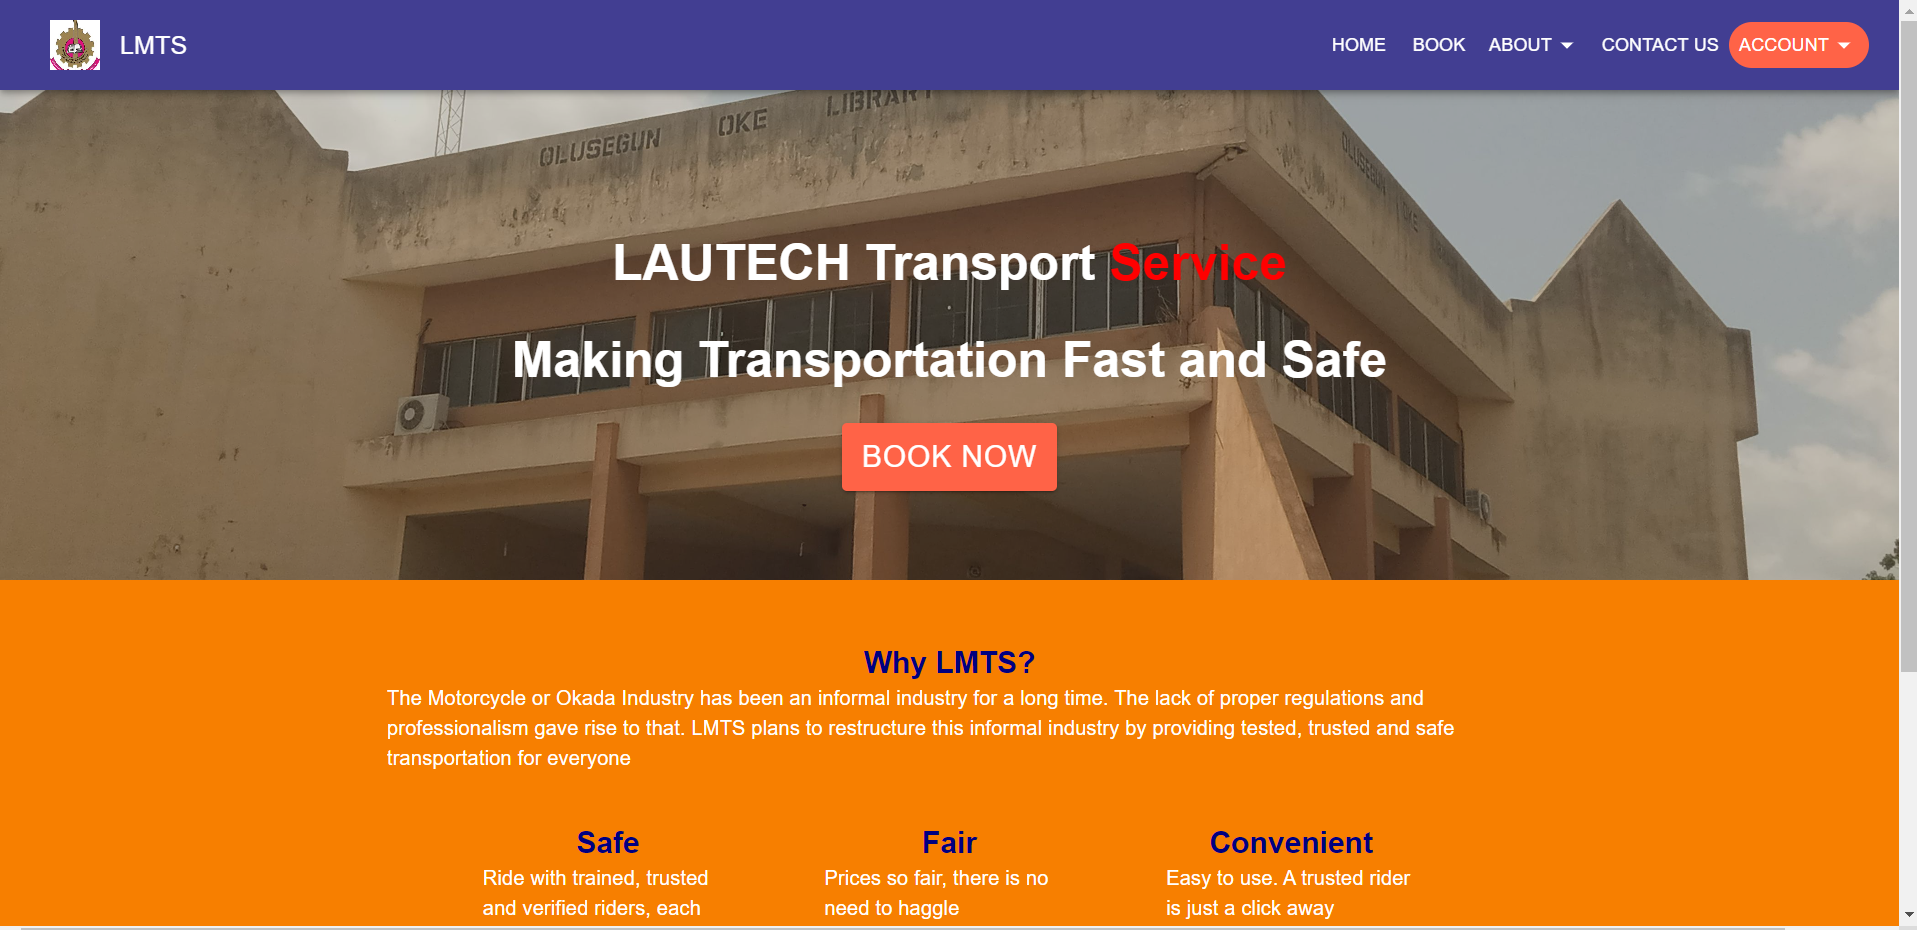 LMTS
HOME BOOK ABOUT CONTACT US ACCOUNT
OLUSEGUN OKE LIBRARY
OLUSEGUN OKE
LAUTECH Transport Service
Making Transportation Fast and Safe
BOOK NOW
Why LMTS?
The Motorcycle or Okada Industry has been an informal industry for a long time. The lack of proper regulations and
professionalism gave rise to that. LMTS plans to restructure this informal industry by providing tested, trusted and safe
transportation for everyone
Safe
Ride with trained, trusted
and verified riders, each
Fair
Prices so fair, there is no
need to haggle
Convenient
Easy to use. A trusted rider
is just a click away